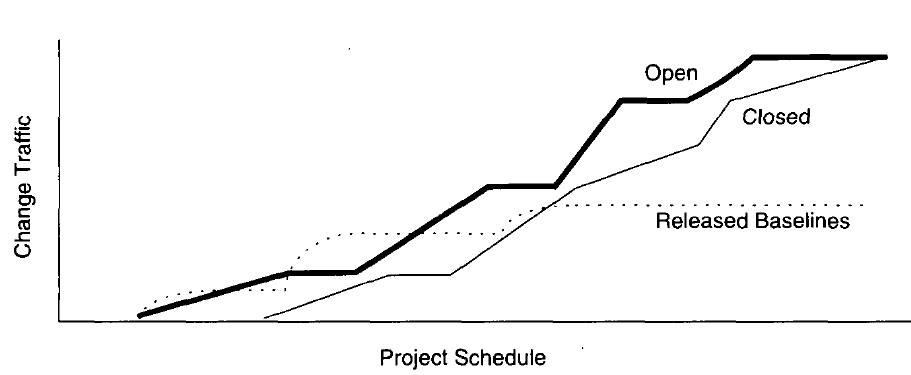 Open
Closed
Change Traffic
Released Baselines
Project Schedule